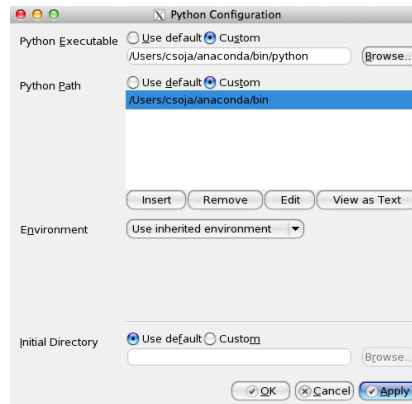 Python Configuration
Python Executable Use default Custom
/Users/csoja/anaconda/bin/python Browse...
Python Path Use default Custom
/Users/csoja/anaconda/bin
Insert Remove Edit View as Text
Environment Use inherited environment
Initial Directory Use default Custom
Browse...
OK Cancel Apply